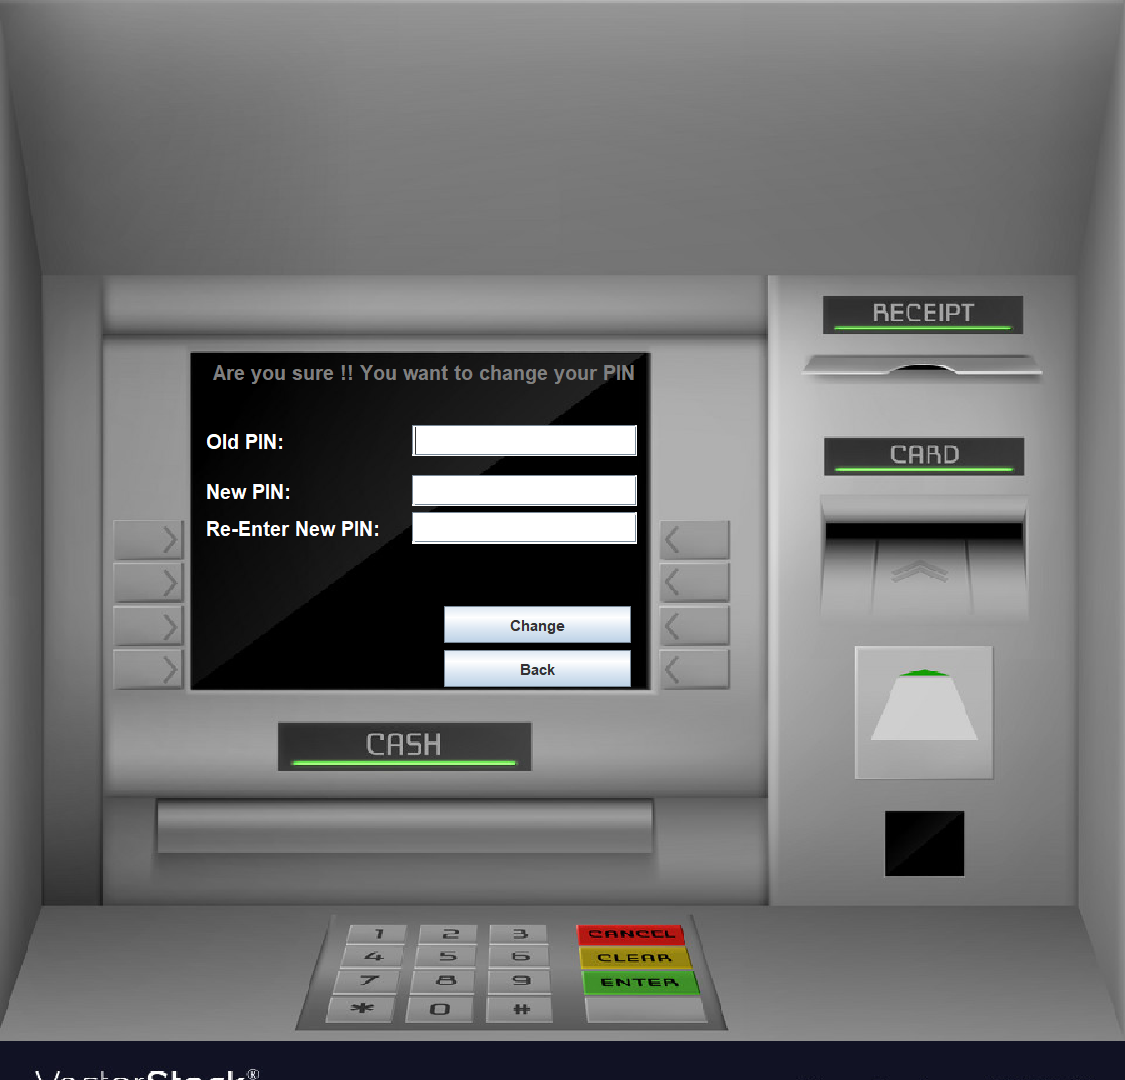 RECEIPT
Are you sure !! You want to change your PIN
Old PIN:
CARD
New PIN:
Re-Enter New PIN:
Change
Back
CASH
1 2 3 CANCEL
4 5 6 CLEAR
7 8 9 ENTER
* 0 #
VectorStock®